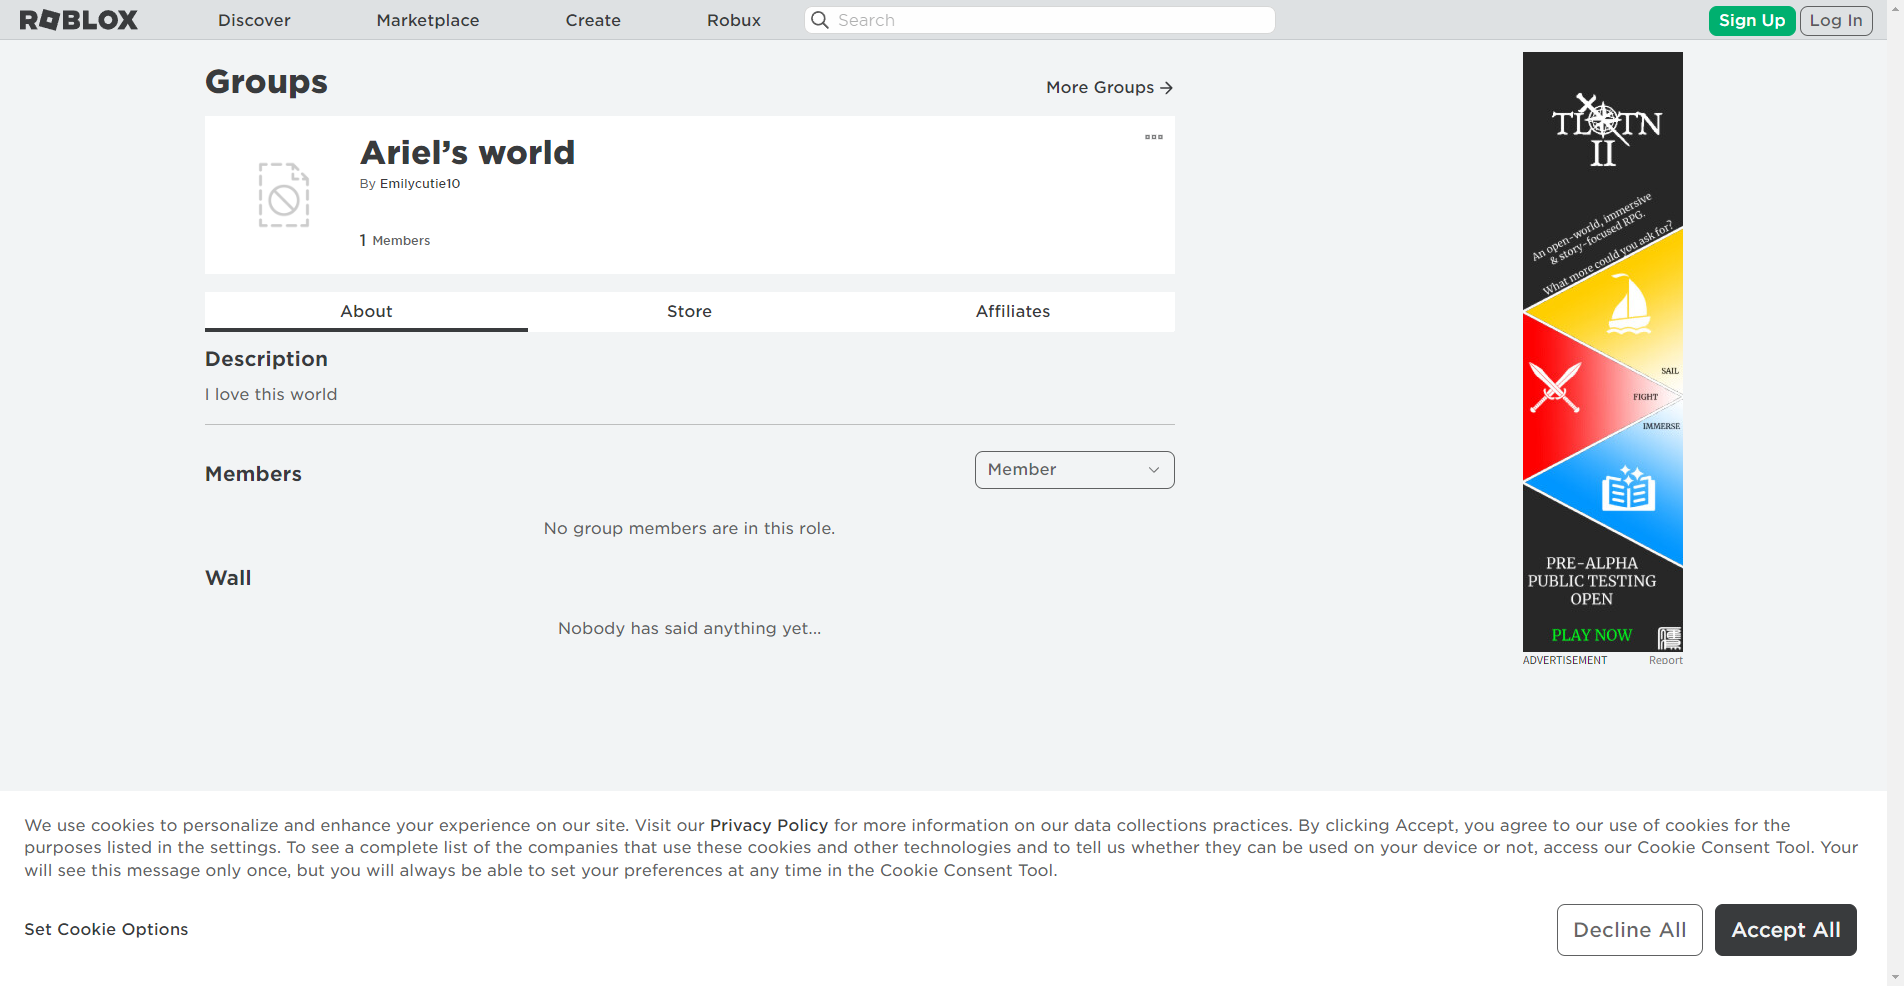 ROBLOX
Discover
Marketplace
Create
Robux
Search
Sign Up
Log In
Groups
More Groups
Ariel's world
By Emilycutie10
1 Members
About
Store
Affiliates
Description
I love this world
Members
Member
No group members are in this role.
Wall
Nobody has said anything yet...
TLOTN
II
An open-world, immersive
& story-focused RPG.
What more could you ask for?
SAIL
FIGHT
IMMERSE
PRE-ALPHA
PUBLIC TESTING
OPEN
PLAY NOW
ADVERTISEMENT
Report
We use cookies to personalize and enhance your experience on our site. Visit our Privacy Policy for more information on our data collections practices. By clicking Accept, you agree to our use of cookies for the
purposes listed in the settings. To see a complete list of the companies that use these cookies and other technologies and to tell us whether they can be used on your device or not, access our Cookie Consent Tool. Your
will see this message only once, but you will always be able to set your preferences at any time in the Cookie Consent Tool.
Set Cookie Options
Decline All
Accept All